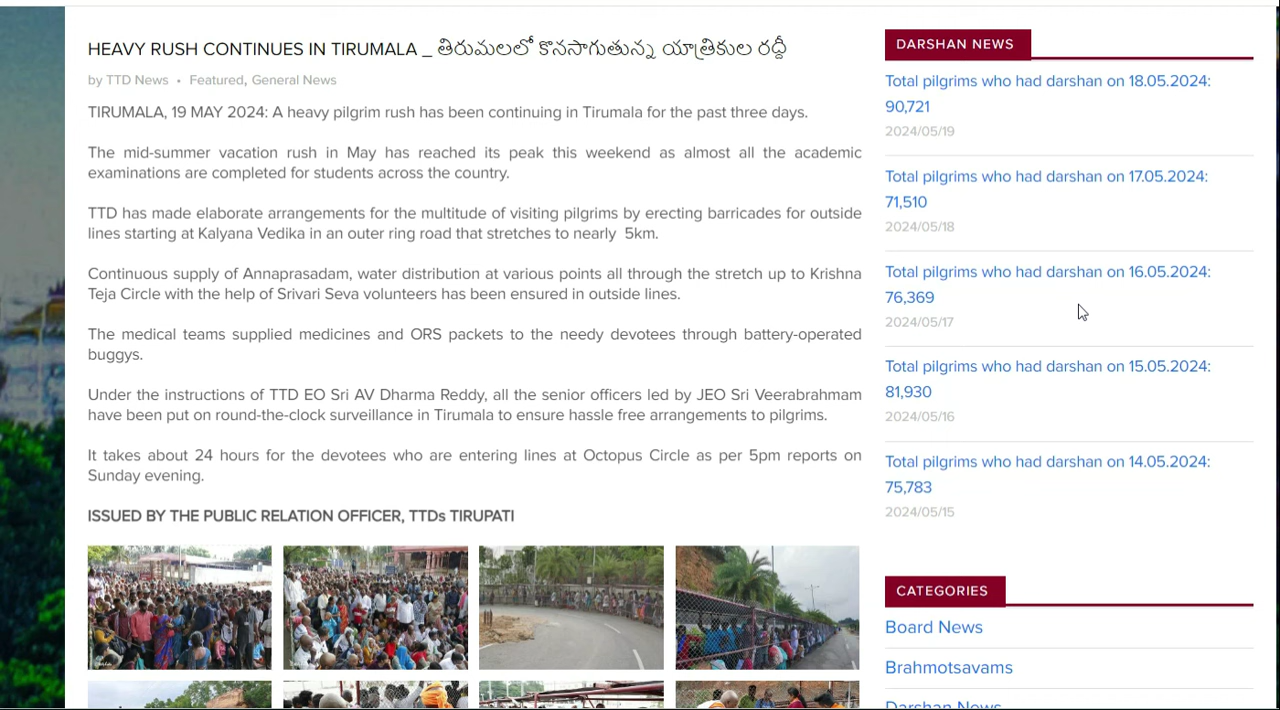 HEAVY RUSH CONTINUES IN TIRUMALA _ తిరుమలలో కొనసాగుతున్న యాత్రికుల రద్దీ
by TTD News • Featured, General News
TIRUMALA, 19 MAY 2024: A heavy pilgrim rush has been continuing in Tirumala for the past three days.
The mid-summer vacation rush in May has reached its peak this weekend as almost all the academic
examinations are completed for students across the country.
TTD has made elaborate arrangements for the multitude of visiting pilgrims by erecting barricades for outside
lines starting at Kalyana Vedika in an outer ring road that stretches to nearly 5km.
Continuous supply of Annaprasadam, water distribution at various points all through the stretch up to Krishna
Teja Circle with the help of Srivari Seva volunteers has been ensured in outside lines.
The medical teams supplied medicines and ORS packets to the needy devotees through battery-operated
buggys.
Under the instructions of TTD EO Sri AV Dharma Reddy, all the senior officers led by JEO Sri Veerabrahmam
have been put on round-the-clock surveillance in Tirumala to ensure hassle free arrangements to pilgrims.
It takes about 24 hours for the devotees who are entering lines at Octopus Circle as per 5pm reports on
Sunday evening.
ISSUED BY THE PUBLIC RELATION OFFICER, TTDs TIRUPATI
DARSHAN NEWS
Total pilgrims who had darshan on 18.05.2024:
90,721
2024/05/19
Total pilgrims who had darshan on 17.05.2024:
71,510
2024/05/18
Total pilgrims who had darshan on 16.05.2024:
76,369
2024/05/17
Total pilgrims who had darshan on 15.05.2024:
81,930
2024/05/16
Total pilgrims who had darshan on 14.05.2024:
75,783
2024/05/15
CATEGORIES
Board News
Brahmotsavams
Darshan News